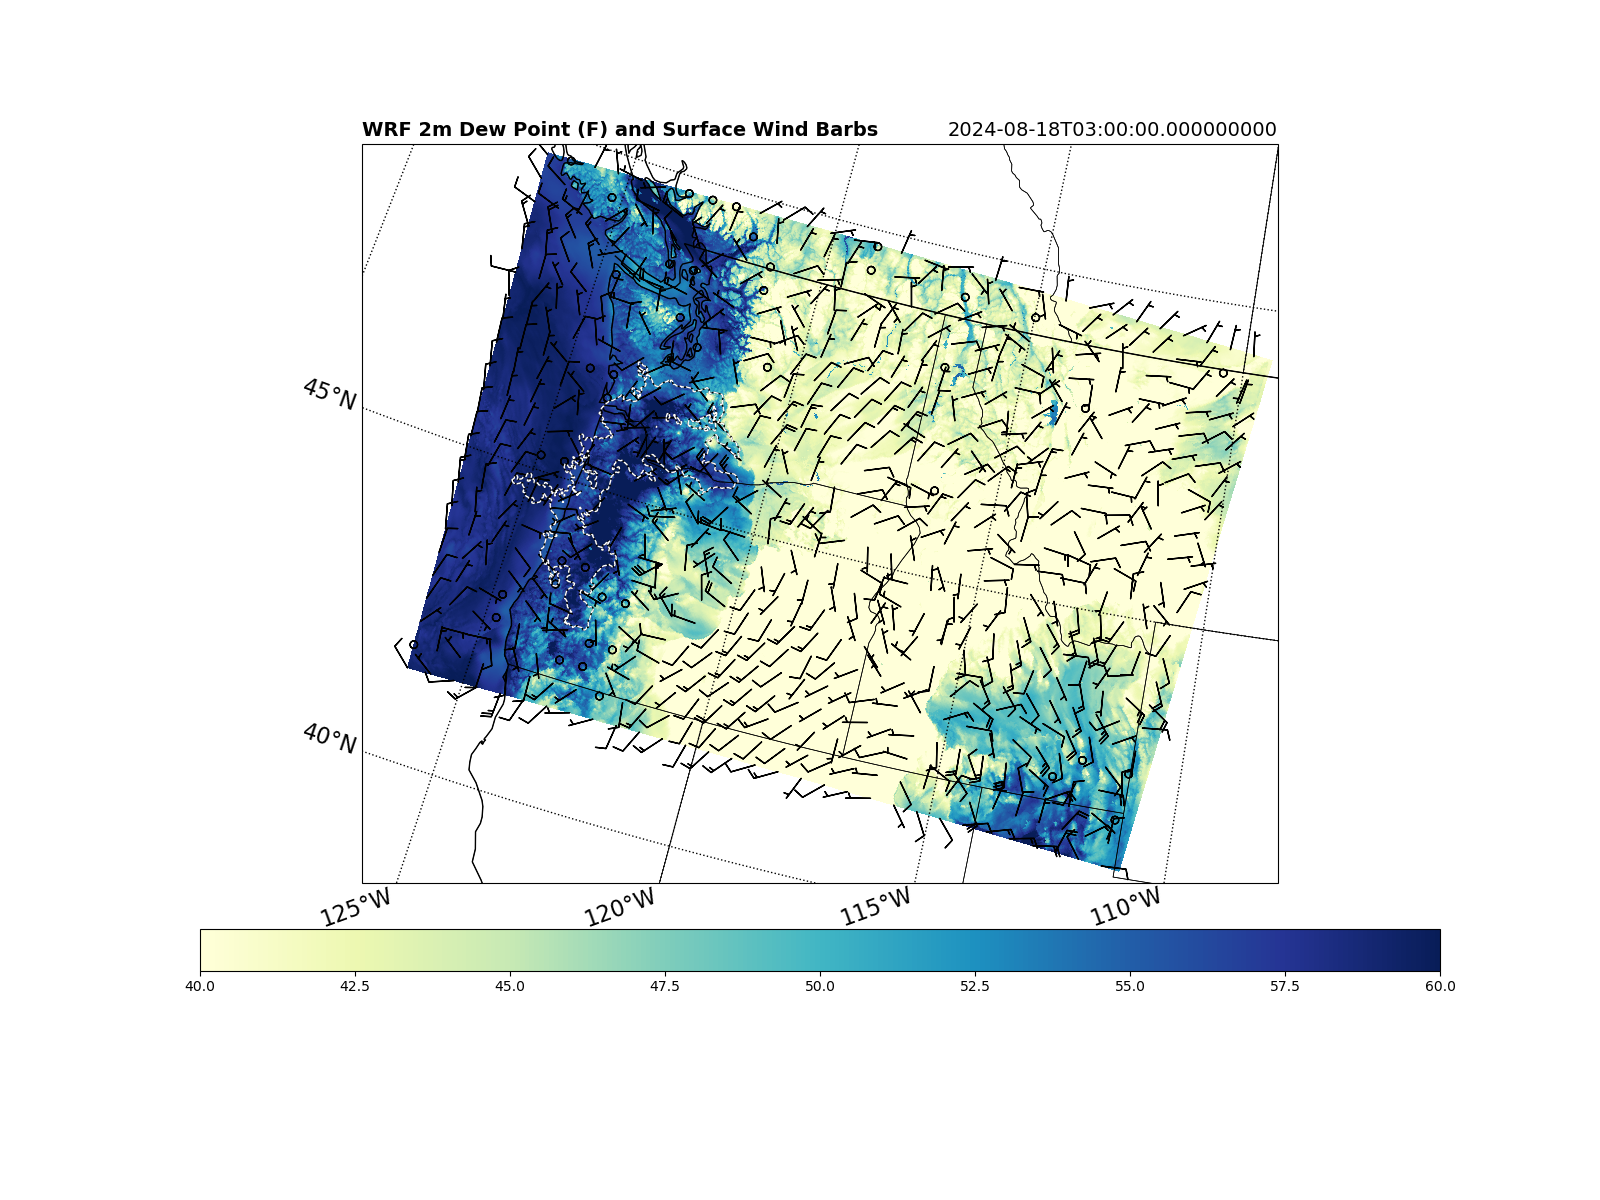 WRF 2m Dew Point (F) and Surface Wind Barbs 2024-08-18T03:00:00.000000000
45°N
40°N
125°W 120°W 115°W 110°W
40.0 42.5 45.0 47.5 50.0 52.5 55.0 57.5 60.0